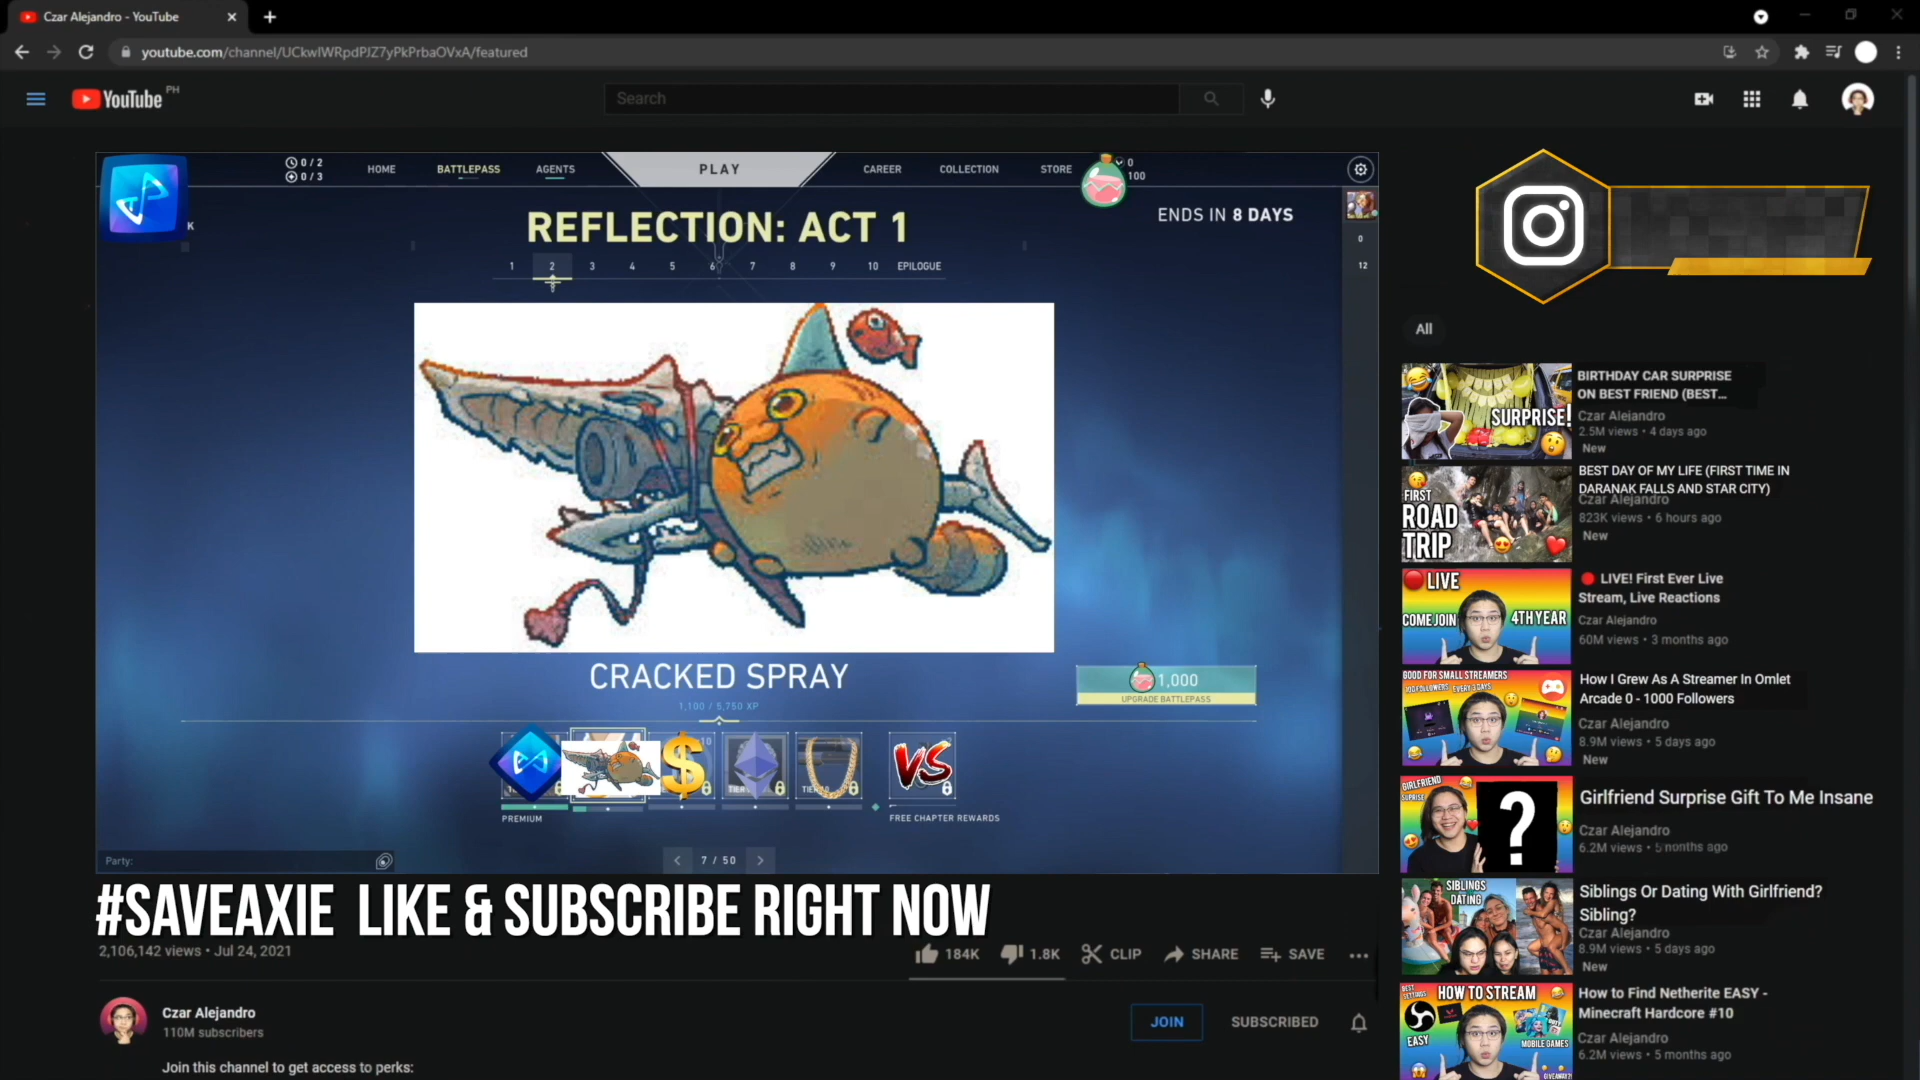 Czar Alejandro - YouTube
youtube.com/channel/UCkwIWRpdPJZ7yPkPrbaOVxA/featured
YouTube PH
Search
0 / 2
0 / 3
HOME
BATTLEPASS
AGENTS
PLAY
CAREER
COLLECTION
STORE
0
100
K
REFLECTION: ACT 1
ENDS IN 8 DAYS
0
12
1 2 3 4 5 6 7 8 9 10 EPILOGUE
CRACKED SPRAY
1,100 / 5,750 XP
1,000
UPGRADE BATTLEPASS
$
VS
PREMIUM
FREE CHAPTER REWARDS
Party:
7 / 50
#SAVEAXIE LIKE & SUBSCRIBE RIGHT NOW
2,106,142 views • Jul 24, 2021
184K
1.8K
CLIP
SHARE
SAVE
Czar Alejandro
110M subscribers
JOIN
SUBSCRIBED
Join this channel to get access to perks:
All
SURPRISE!
BIRTHDAY CAR SURPRISE
ON BEST FRIEND (BEST...
Czar Alejandro
2.5M views • 4 days ago
New
FIRST
ROAD
TRIP
BEST DAY OF MY LIFE (FIRST TIME IN
DARANAK FALLS AND STAR CITY)
Czar Alejandro
823K views • 6 hours ago
New
LIVE
COME JOIN
4TH YEAR
LIVE! First Ever Live
Stream, Live Reactions
Czar Alejandro
60M views • 3 months ago
GOOD FOR SMALL STREAMERS
100 FOLLOWERS EVERY 3 DAYS
How I Grew As A Streamer In Omlet
Arcade 0 - 1000 Followers
Czar Alejandro
8.9M views • 5 days ago
New
GIRLFRIEND
SUPRISE
?
Girlfriend Surprise Gift To Me Insane
Czar Alejandro
6.2M views • 5 months ago
SIBLINGS
DATING
Siblings Or Dating With Girlfriend?
Sibling?
Czar Alejandro
8.9M views • 5 days ago
New
BEST
SETTINGS
HOW TO STREAM
EASY
MOBILE GAMES
GIVEAWAY?
How to Find Netherite EASY -
Minecraft Hardcore #10
Czar Alejandro
6.2M views • 5 months ago